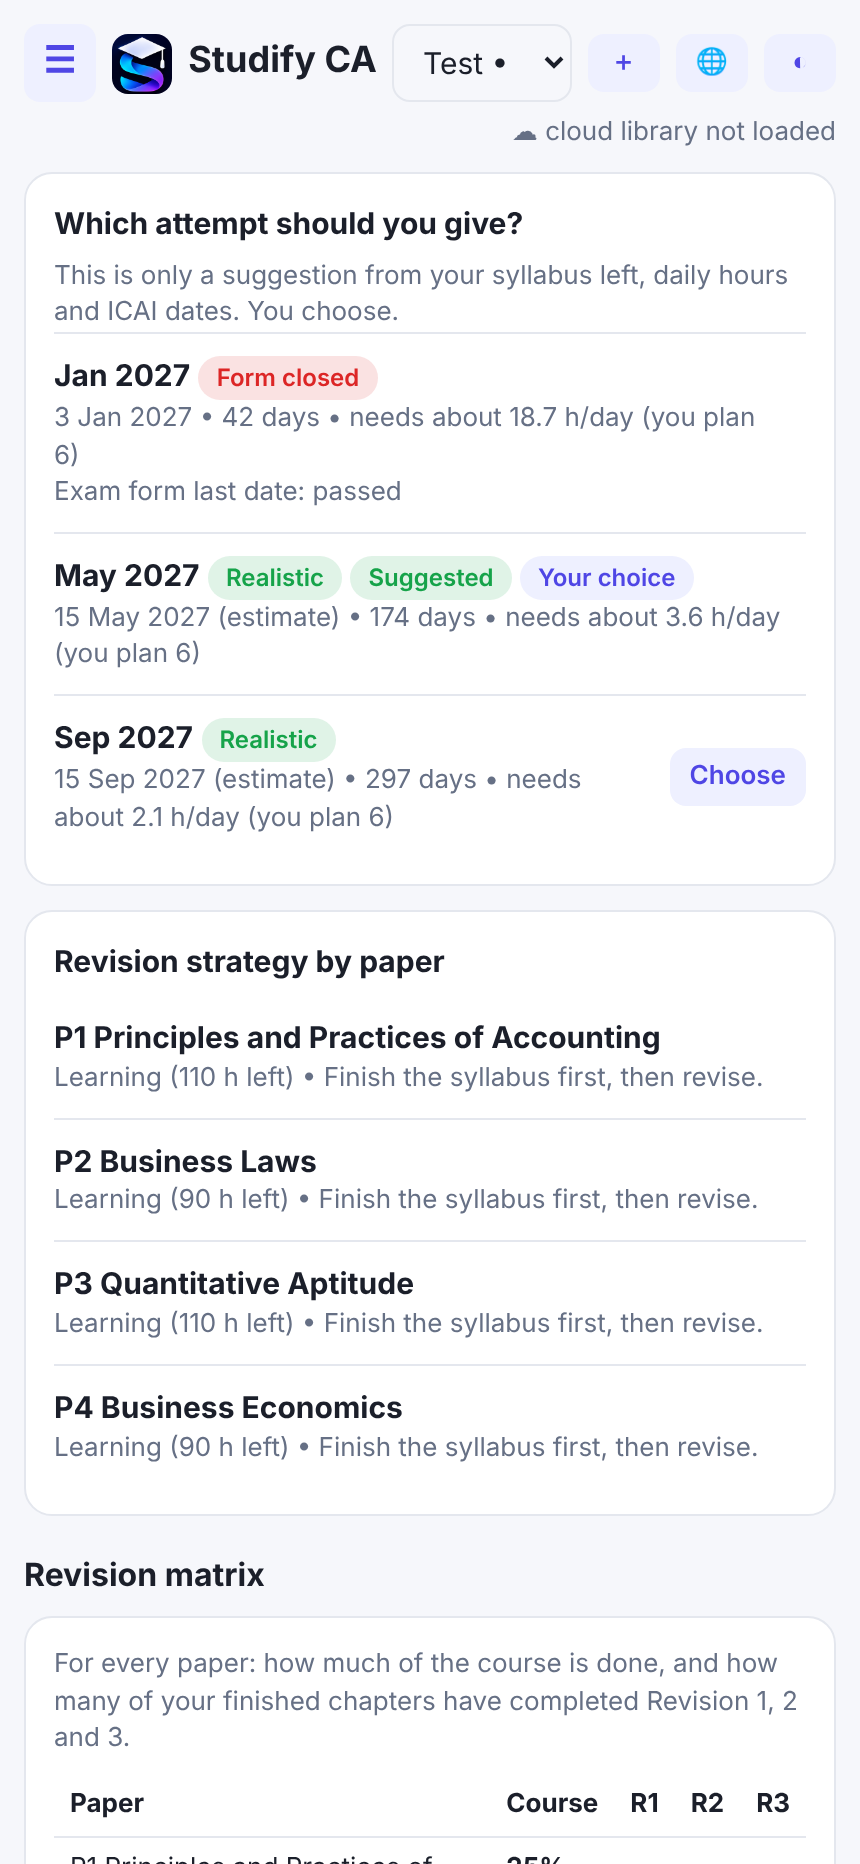 ☰ Studify CA Test • + 🌐
☁ cloud library not loaded
Which attempt should you give?
This is only a suggestion from your syllabus left, daily hours
and ICAI dates. You choose.
Jan 2027 Form closed
3 Jan 2027 • 42 days • needs about 18.7 h/day (you plan
6)
Exam form last date: passed
May 2027 Realistic Suggested Your choice
15 May 2027 (estimate) • 174 days • needs about 3.6 h/day
(you plan 6)
Sep 2027 Realistic
15 Sep 2027 (estimate) • 297 days • needs
about 2.1 h/day (you plan 6)
Choose
Revision strategy by paper
P1 Principles and Practices of Accounting
Learning (110 h left) • Finish the syllabus first, then revise.
P2 Business Laws
Learning (90 h left) • Finish the syllabus first, then revise.
P3 Quantitative Aptitude
Learning (110 h left) • Finish the syllabus first, then revise.
P4 Business Economics
Learning (90 h left) • Finish the syllabus first, then revise.
Revision matrix
For every paper: how much of the course is done, and how
many of your finished chapters have completed Revision 1, 2
and 3.
Paper Course R1 R2 R3
P1 Principles and Practices of